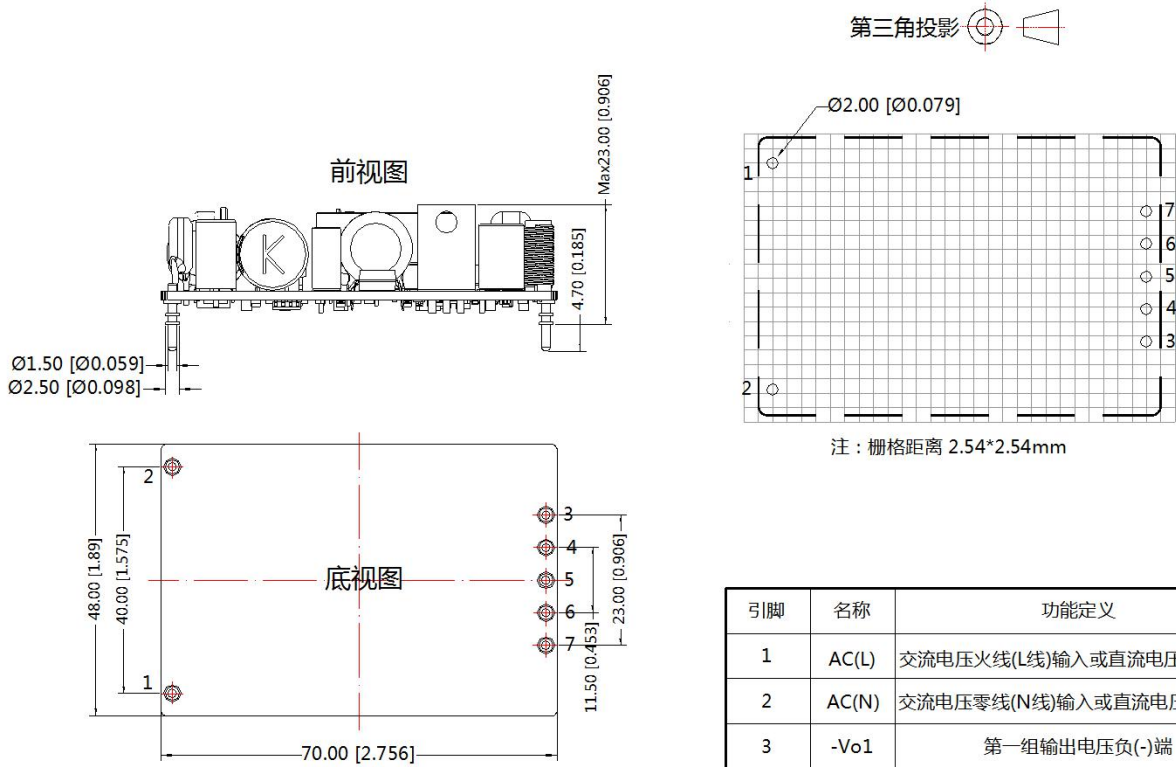 第三角投影
Ø2.00 [Ø0.079]
前视图
Max23.00 [0.906]
4.70 [0.185]
Ø1.50 [Ø0.059]
Ø2.50 [Ø0.098]
1
2
7
6
5
4
3
注：栅格距离 2.54*2.54mm
48.00 [1.89]
40.00 [1.575]
2
1
底视图
3
4
5
6
7
23.00 [0.906]
11.50 [0.453]
70.00 [2.756]
引脚 名称 功能定义
1 AC(L) 交流电压火线(L线)输入或直流电压
2 AC(N) 交流电压零线(N线)输入或直流电压
3 -Vo1 第一组输出电压负(-)端